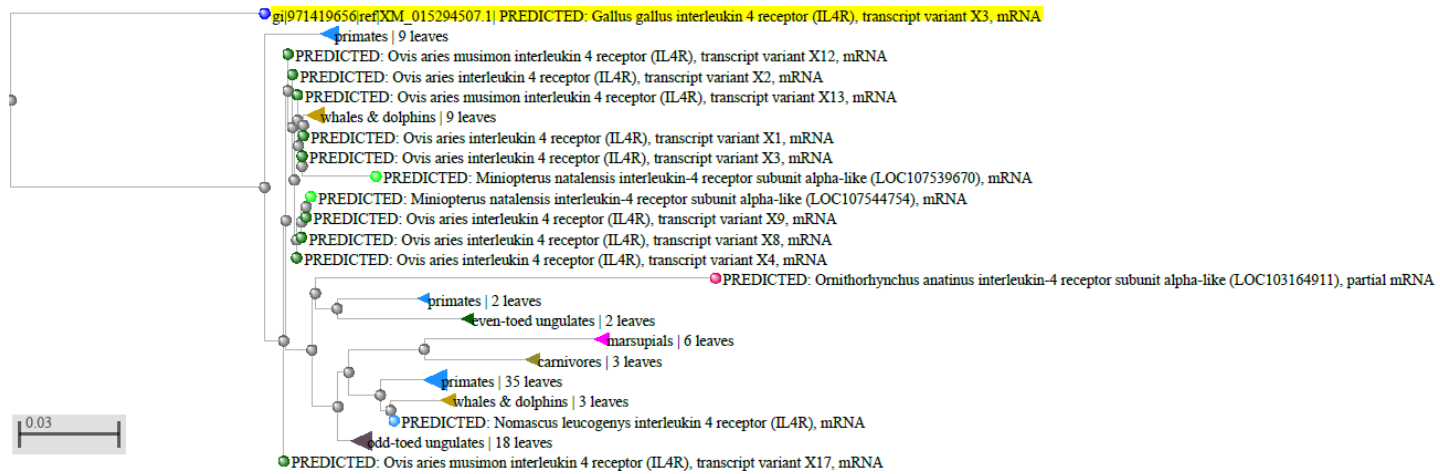 gi|971419656|ref|XM_015294507.1| PREDICTED: Gallus gallus interleukin 4 receptor (IL4R), transcript variant X3, mRNA
primates | 9 leaves
PREDICTED: Ovis aries musimon interleukin 4 receptor (IL4R), transcript variant X12, mRNA
PREDICTED: Ovis aries interleukin 4 receptor (IL4R), transcript variant X2, mRNA
PREDICTED: Ovis aries musimon interleukin 4 receptor (IL4R), transcript variant X13, mRNA
whales & dolphins | 9 leaves
PREDICTED: Ovis aries interleukin 4 receptor (IL4R), transcript variant X1, mRNA
PREDICTED: Ovis aries interleukin 4 receptor (IL4R), transcript variant X3, mRNA
PREDICTED: Miniopterus natalensis interleukin-4 receptor subunit alpha-like (LOC107539670), mRNA
PREDICTED: Miniopterus natalensis interleukin-4 receptor subunit alpha-like (LOC107544754), mRNA
PREDICTED: Ovis aries interleukin 4 receptor (IL4R), transcript variant X9, mRNA
PREDICTED: Ovis aries interleukin 4 receptor (IL4R), transcript variant X8, mRNA
PREDICTED: Ovis aries interleukin 4 receptor (IL4R), transcript variant X4, mRNA
PREDICTED: Ornithorhynchus anatinus interleukin-4 receptor subunit alpha-like (LOC103164911), partial mRNA
primates | 2 leaves
even-toed ungulates | 2 leaves
marsupials | 6 leaves
carnivores | 3 leaves
primates | 35 leaves
whales & dolphins | 3 leaves
PREDICTED: Nomascus leucogenys interleukin 4 receptor (IL4R), mRNA
0.03
odd-toed ungulates | 18 leaves
PREDICTED: Ovis aries musimon interleukin 4 receptor (IL4R), transcript variant X17, mRNA